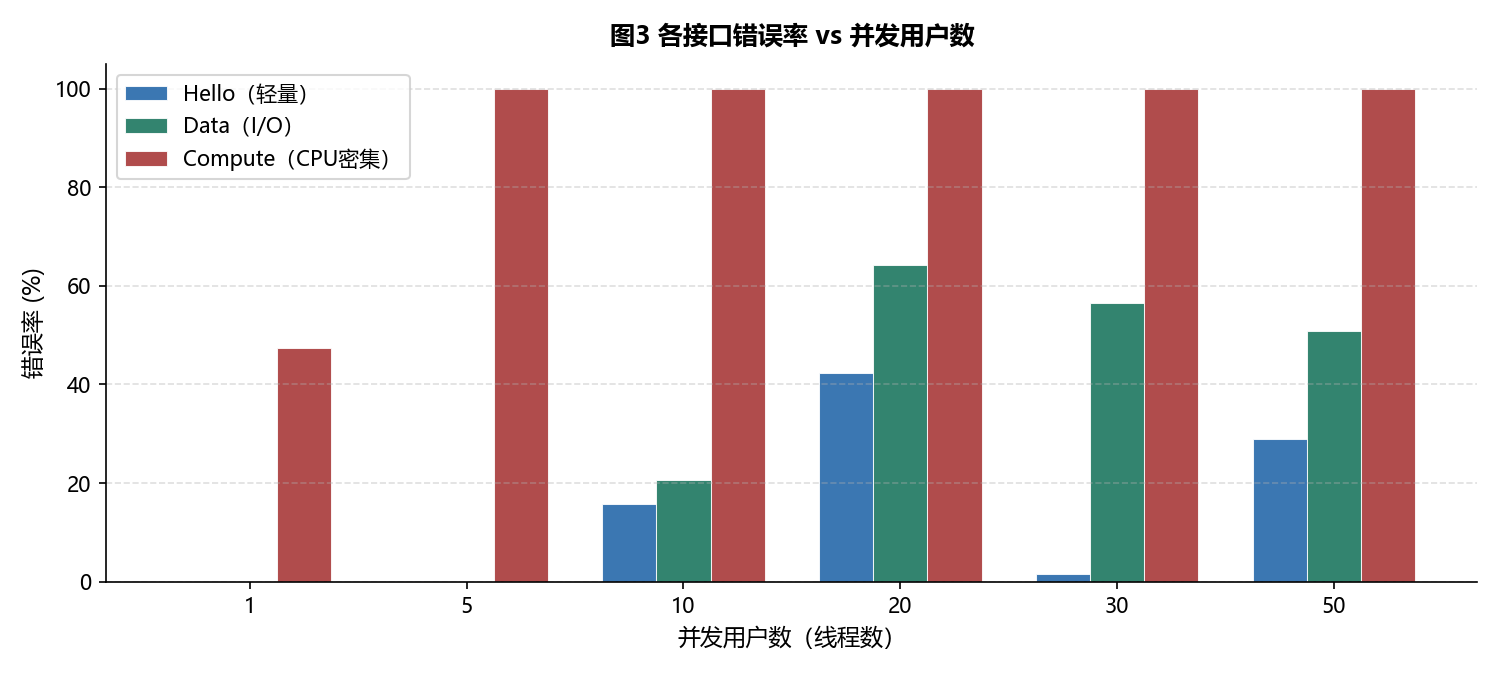 图3 各接口错误率 vs 并发用户数
Hello（轻量）
Data（I/O）
Compute（CPU密集）
错误率 (%)
100
80
60
40
20
0
1 5 10 20 30 50
并发用户数（线程数）